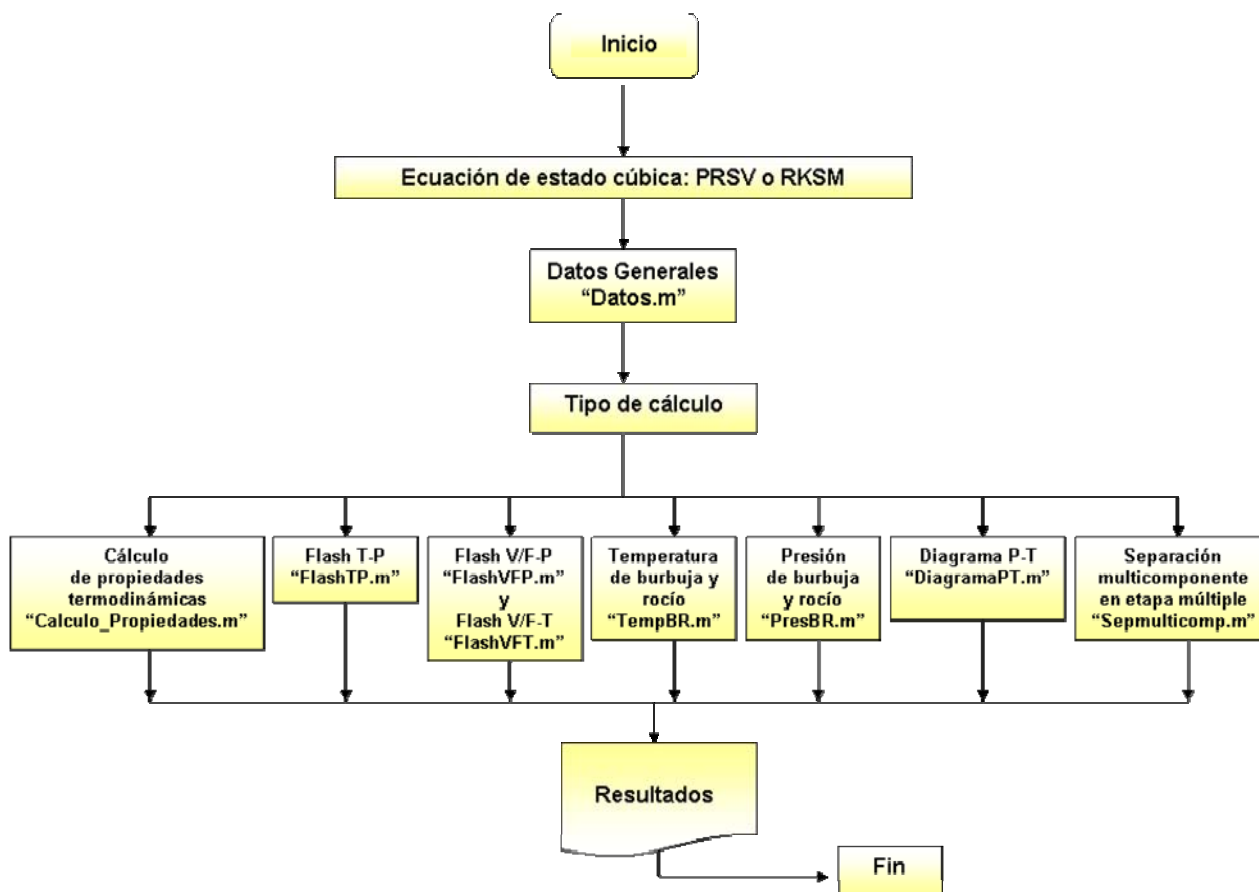 Inicio
Ecuación de estado cúbica: PRSV o RKSM
Datos Generales
“Datos.m”
Tipo de cálculo
Cálculo
de propiedades
termodinámicas
“Calculo_Propiedades.m”
Flash T-P
“FlashTP.m”
Flash V/F-P
“FlashVFP.m”
y
Flash V/F-T
“FlashVFT.m”
Temperatura
de burbuja y
rocío
“TempBR.m”
Presión
de burbuja
y rocío
“PresBR.m”
Diagrama P-T
“DiagramaPT.m”
Separación
multicomponente
en etapa múltiple
“Sepmulticomp.m”
Resultados
Fin